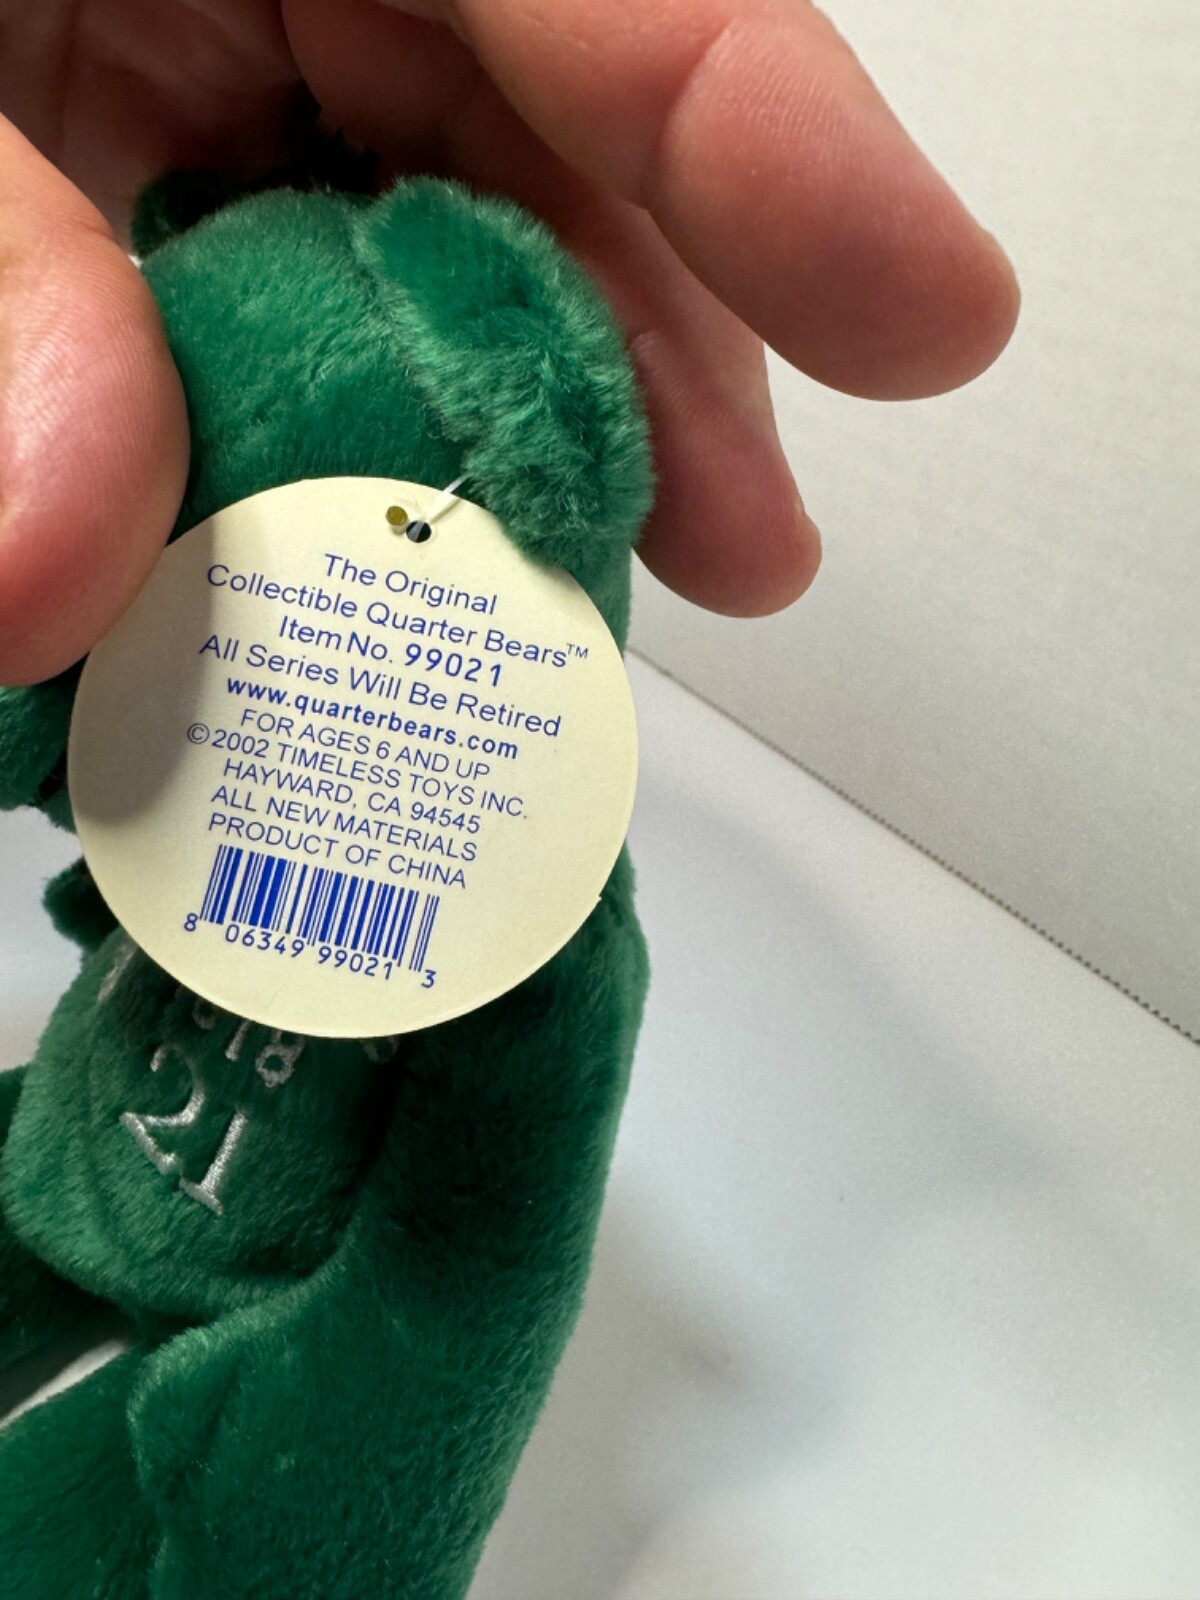 The Original
Collectible Quarter Bears™
Item No. 99021
All Series Will Be Retired
www.quarterbears.com
FOR AGES 6 AND UP
©2002 TIMELESS TOYS INC.
HAYWARD, CA 94545
ALL NEW MATERIALS
PRODUCT OF CHINA
8 06349 99021 3
21